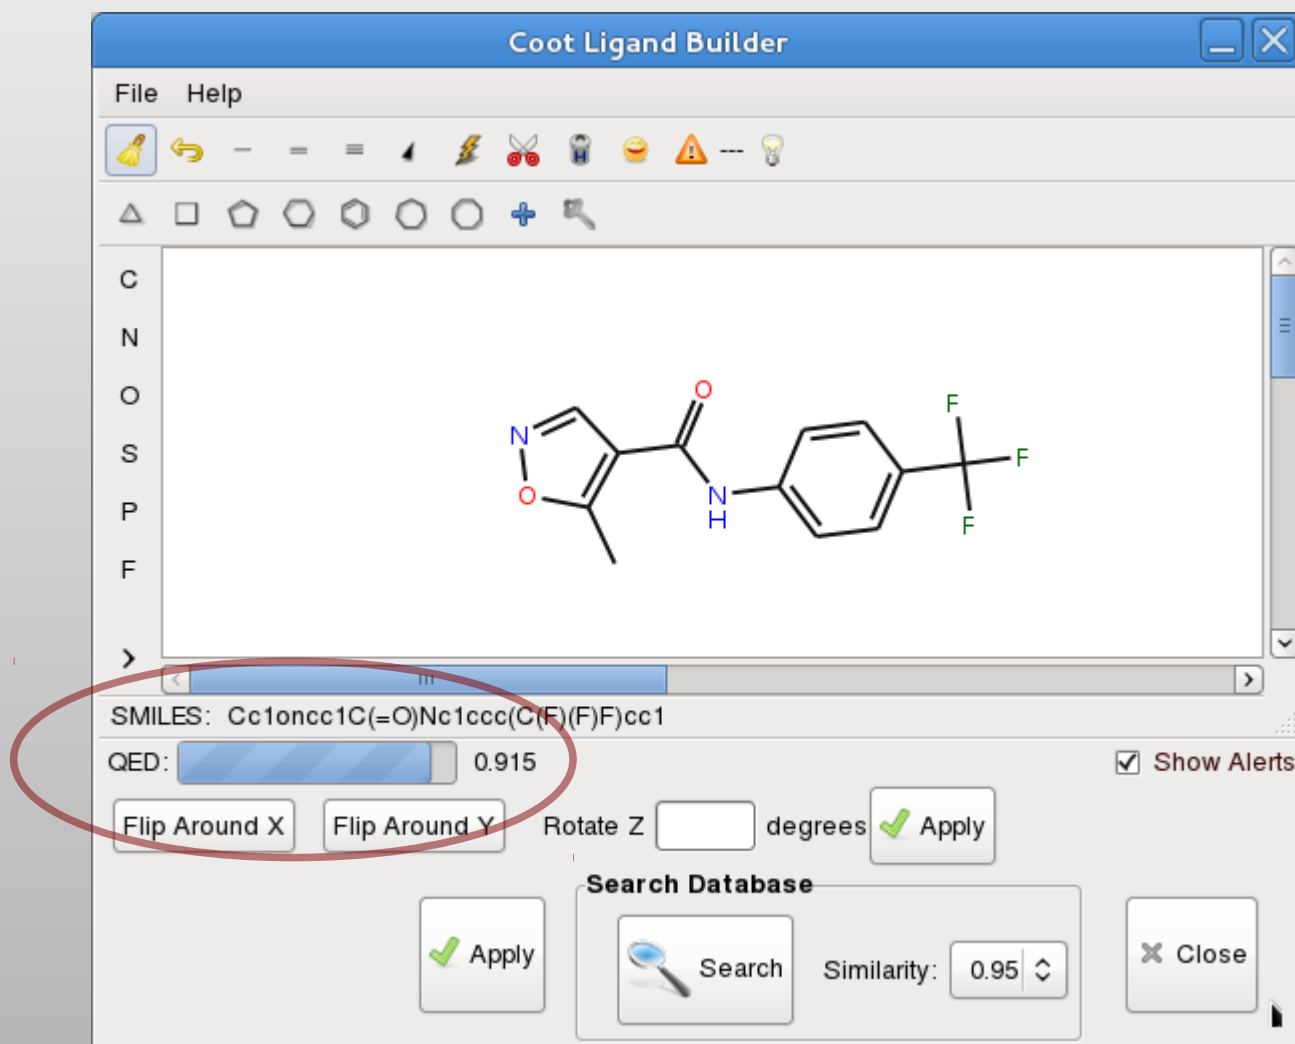 Coot Ligand Builder
File Help
H
---
C
N
O
S
P
F
O
N
O
N
H
F
F
F
SMILES: Cc1oncc1C(=O)Nc1ccc(C(F)(F)F)cc1
QED: 0.915 Show Alerts
Flip Around X Flip Around Y Rotate Z degrees Apply
Search Database
Apply Search Similarity: 0.95 Close